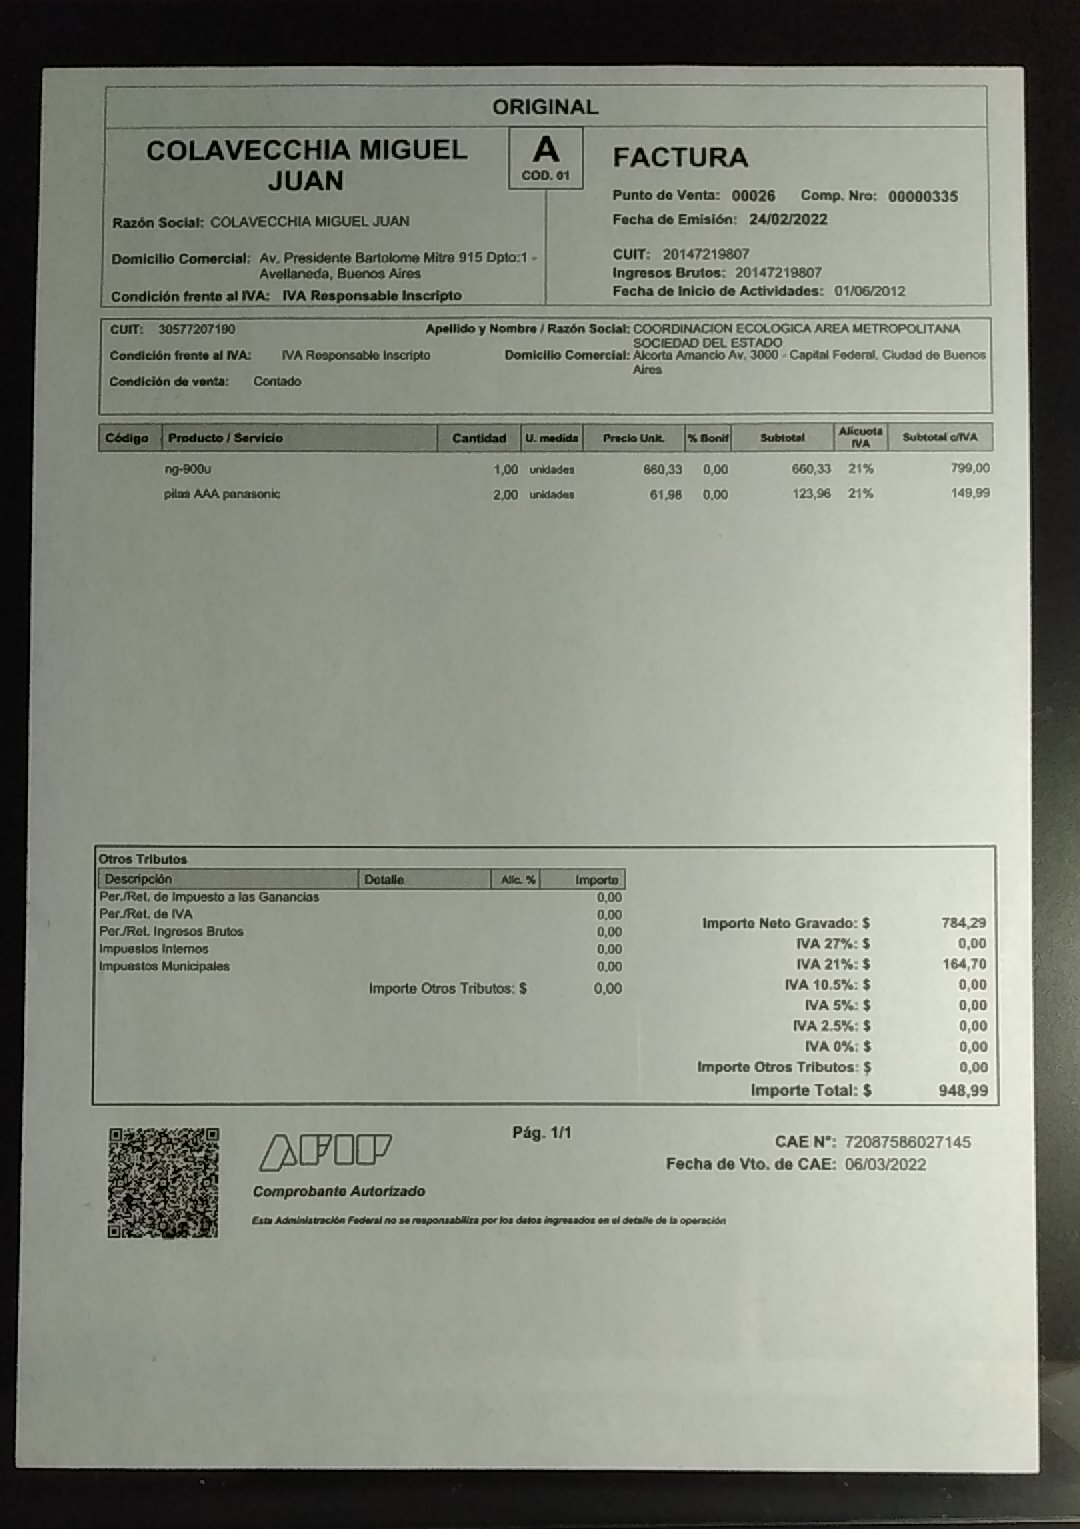 ORIGINAL
COLAVECCHIA MIGUEL
JUAN
A
COD. 01
FACTURA
Punto de Venta: 00026 Comp. Nro: 00000335
Fecha de Emisión: 24/02/2022
Razón Social: COLAVECCHIA MIGUEL JUAN
Domicilio Comercial: Av. Presidente Bartolome Mitre 915 Dpto:1 -
Avellaneda, Buenos Aires
Condición frente al IVA: IVA Responsable Inscripto
CUIT: 20147219807
Ingresos Brutos: 20147219807
Fecha de Inicio de Actividades: 01/06/2012
CUIT: 30577207190
Apellido y Nombre / Razón Social: COORDINACION ECOLOGICA AREA METROPOLITANA
SOCIEDAD DEL ESTADO
Condición frente al IVA: IVA Responsable Inscripto
Domicilio Comercial: Alcorta Amancio Av. 3000 - Capital Federal, Ciudad de Buenos
Aires
Condición de venta: Contado
Código Producto / Servicio Cantidad U. medida Precio Unit. % Bonif Subtotal Alicuota IVA Subtotal c/IVA
ng-900u 1,00 unidades 660,33 0,00 660,33 21% 799,00
pilas AAA panasonic 2,00 unidades 61,98 0,00 123,96 21% 149,99
Otros Tributos
Descripción Detalle Alíc. % Importe
Per./Ret. de Impuesto a las Ganancias 0,00
Per./Ret. de IVA 0,00
Per./Ret. Ingresos Brutos 0,00
Impuestos Internos 0,00
Impuestos Municipales 0,00
Importe Otros Tributos: $ 0,00
Importe Neto Gravado: $ 784,29
IVA 27%: $ 0,00
IVA 21%: $ 164,70
IVA 10.5%: $ 0,00
IVA 5%: $ 0,00
IVA 2.5%: $ 0,00
IVA 0%: $ 0,00
Importe Otros Tributos: $ 0,00
Importe Total: $ 948,99
AFIP
Comprobante Autorizado
Esta Administración Federal no se responsabiliza por los datos ingresados en el detalle de la operación
Pág. 1/1
CAE N°: 72087586027145
Fecha de Vto. de CAE: 06/03/2022